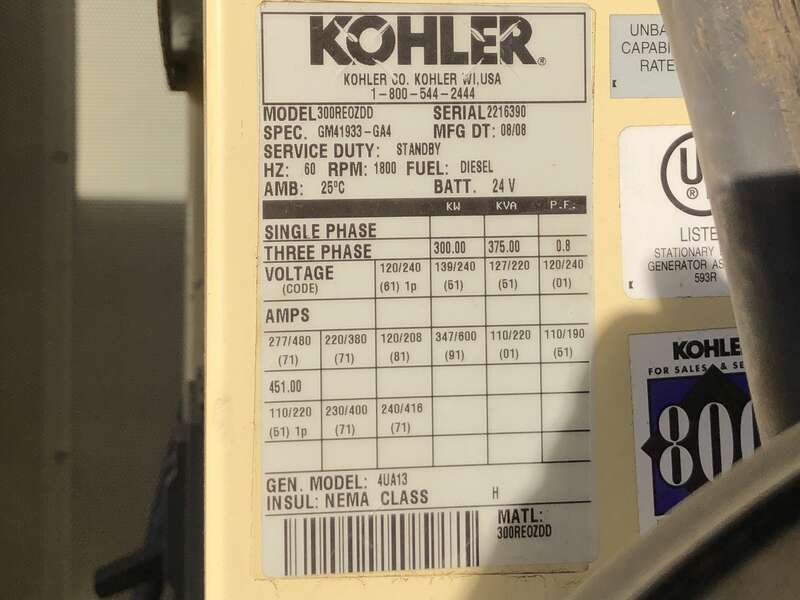 KOHLER®
KOHLER CO. KOHLER WI, USA
1-800-544-2444
MODEL 300REOZDD SERIAL 2216390
SPEC. GM41933-GA4 MFG DT: 08/08
SERVICE DUTY: STANDBY
HZ: 60 RPM: 1800 FUEL: DIESEL
AMB: 25ºC BATT. 24 V
KW KVA P.F.
SINGLE PHASE
THREE PHASE 300.00 375.00 0.8
VOLTAGE 120/240 139/240 127/220 120/240
(CODE) (61) 1p (51) (51) (01)
AMPS
277/480 220/380 120/208 347/600 110/220 110/190
(71) (71) (81) (91) (01) (51)
451.00
110/220 230/400 240/416
(51) 1p (71) (71)
GEN. MODEL: 4UA13
INSUL: NEMA CLASS H
MATL:
300REOZDD
UNBA
CAPABI
RATE
U
®
LISTE
STATIONARY
GENERATOR AS
593R
KOHLE
FOR SALES & SE
800